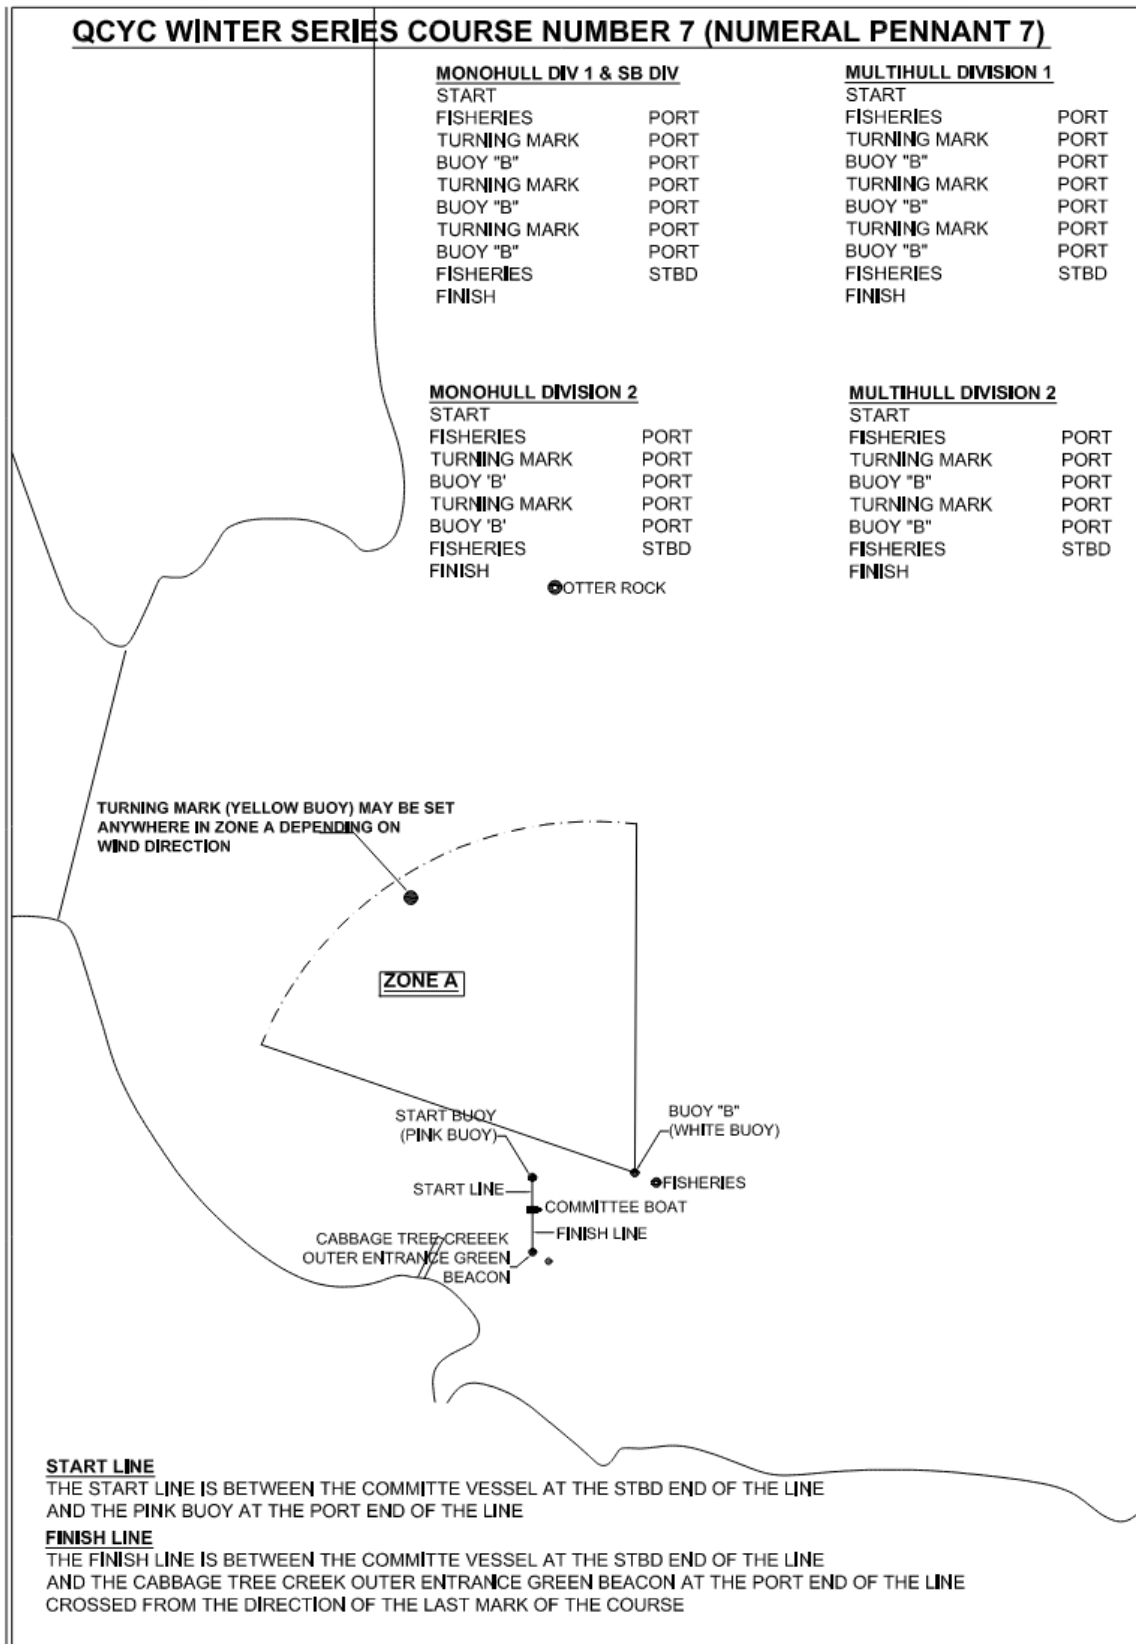 QCYC WINTER SERIES COURSE NUMBER 7 (NUMERAL PENNANT 7)
MONOHULL DIV 1 & SB DIV
START
FISHERIES PORT
TURNING MARK PORT
BUOY "B" PORT
TURNING MARK PORT
BUOY "B" PORT
TURNING MARK PORT
BUOY "B" PORT
FISHERIES STBD
FINISH
MULTIHULL DIVISION 1
START
FISHERIES PORT
TURNING MARK PORT
BUOY "B" PORT
TURNING MARK PORT
BUOY "B" PORT
TURNING MARK PORT
BUOY "B" PORT
FISHERIES STBD
FINISH
MONOHULL DIVISION 2
START
FISHERIES PORT
TURNING MARK PORT
BUOY 'B' PORT
TURNING MARK PORT
BUOY 'B' PORT
FISHERIES STBD
FINISH
MULTIHULL DIVISION 2
START
FISHERIES PORT
TURNING MARK PORT
BUOY "B" PORT
TURNING MARK PORT
BUOY "B" PORT
FISHERIES STBD
FINISH
OTTER ROCK
TURNING MARK (YELLOW BUOY) MAY BE SET
ANYWHERE IN ZONE A DEPENDING ON
WIND DIRECTION
ZONE A
START BUOY
(PINK BUOY)
BUOY "B"
(WHITE BUOY)
START LINE
FISHERIES
COMMITTEE BOAT
FINISH LINE
CABBAGE TREE CREEEK
OUTER ENTRANCE GREEN
BEACON
START LINE
THE START LINE IS BETWEEN THE COMMITTE VESSEL AT THE STBD END OF THE LINE
AND THE PINK BUOY AT THE PORT END OF THE LINE
FINISH LINE
THE FINISH LINE IS BETWEEN THE COMMITTE VESSEL AT THE STBD END OF THE LINE
AND THE CABBAGE TREE CREEK OUTER ENTRANCE GREEN BEACON AT THE PORT END OF THE LINE
CROSSED FROM THE DIRECTION OF THE LAST MARK OF THE COURSE